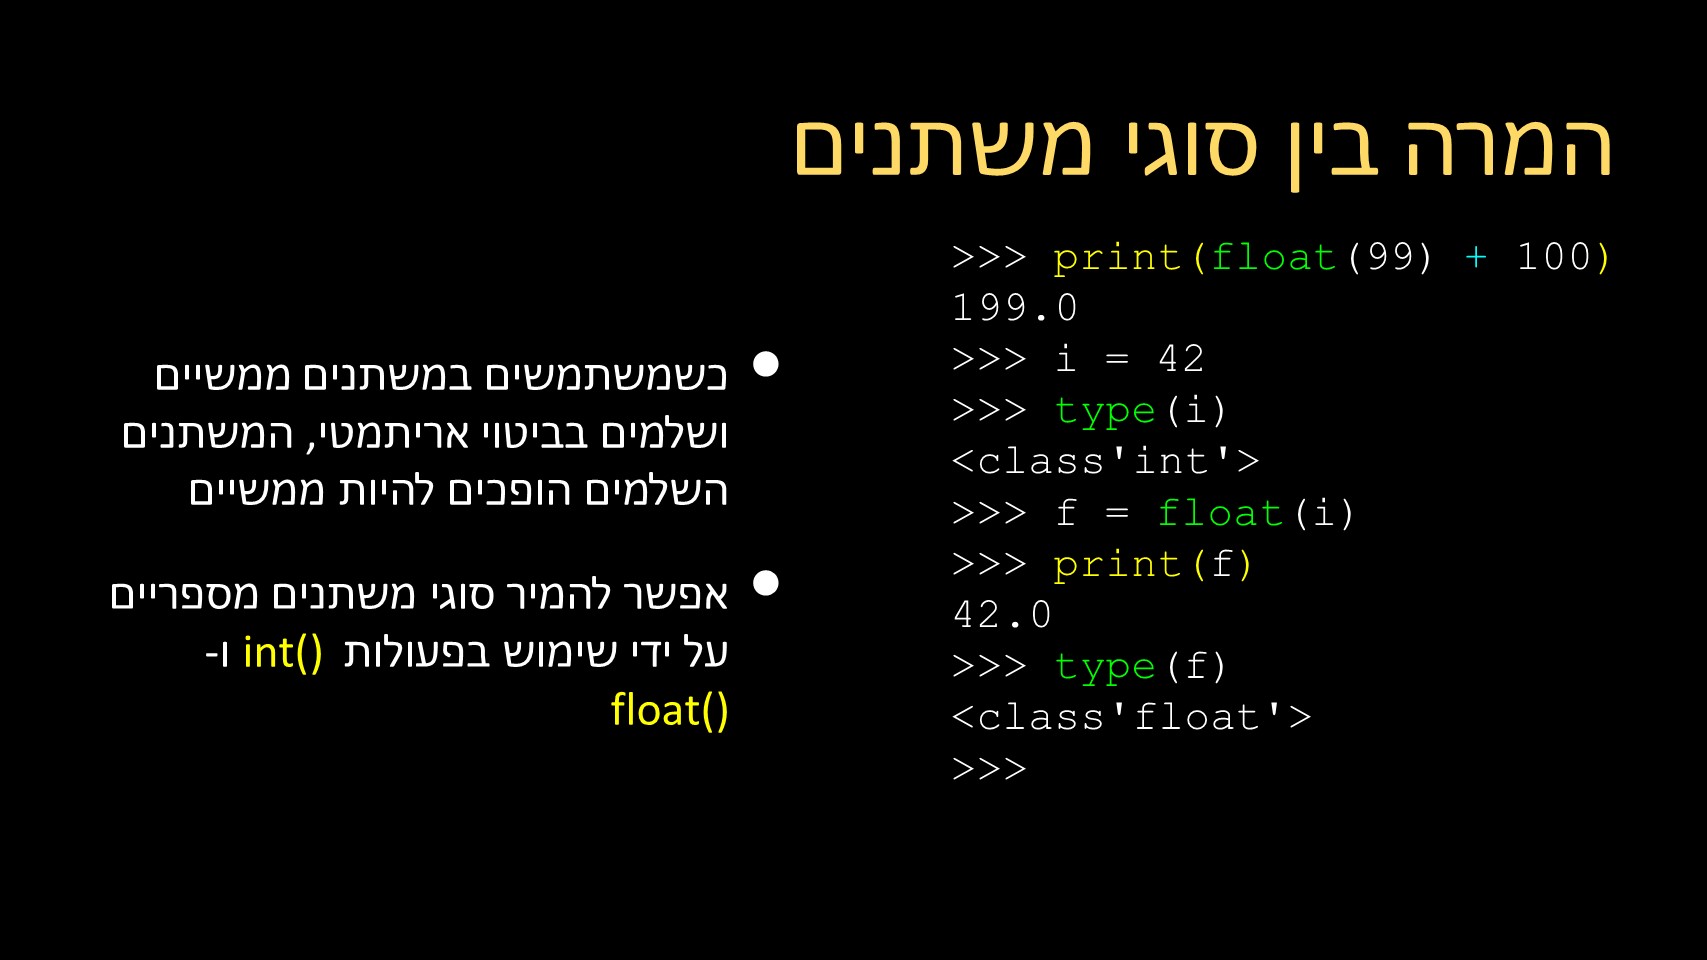 המרה בין סוגי משתנים
>>> print(float(99) + 100)
199.0
>>> i = 42
>>> type(i)
<class'int'>
>>> f = float(i)
>>> print(f)
42.0
>>> type(f)
<class'float'>
>>>
• כשמשתמשים במשתנים ממשיים
ושלמים בביטוי אריתמטי, המשתנים
השלמים הופכים להיות ממשיים
• אפשר להמיר סוגי משתנים מספריים
על ידי שימוש בפעולות int() ו-
float()